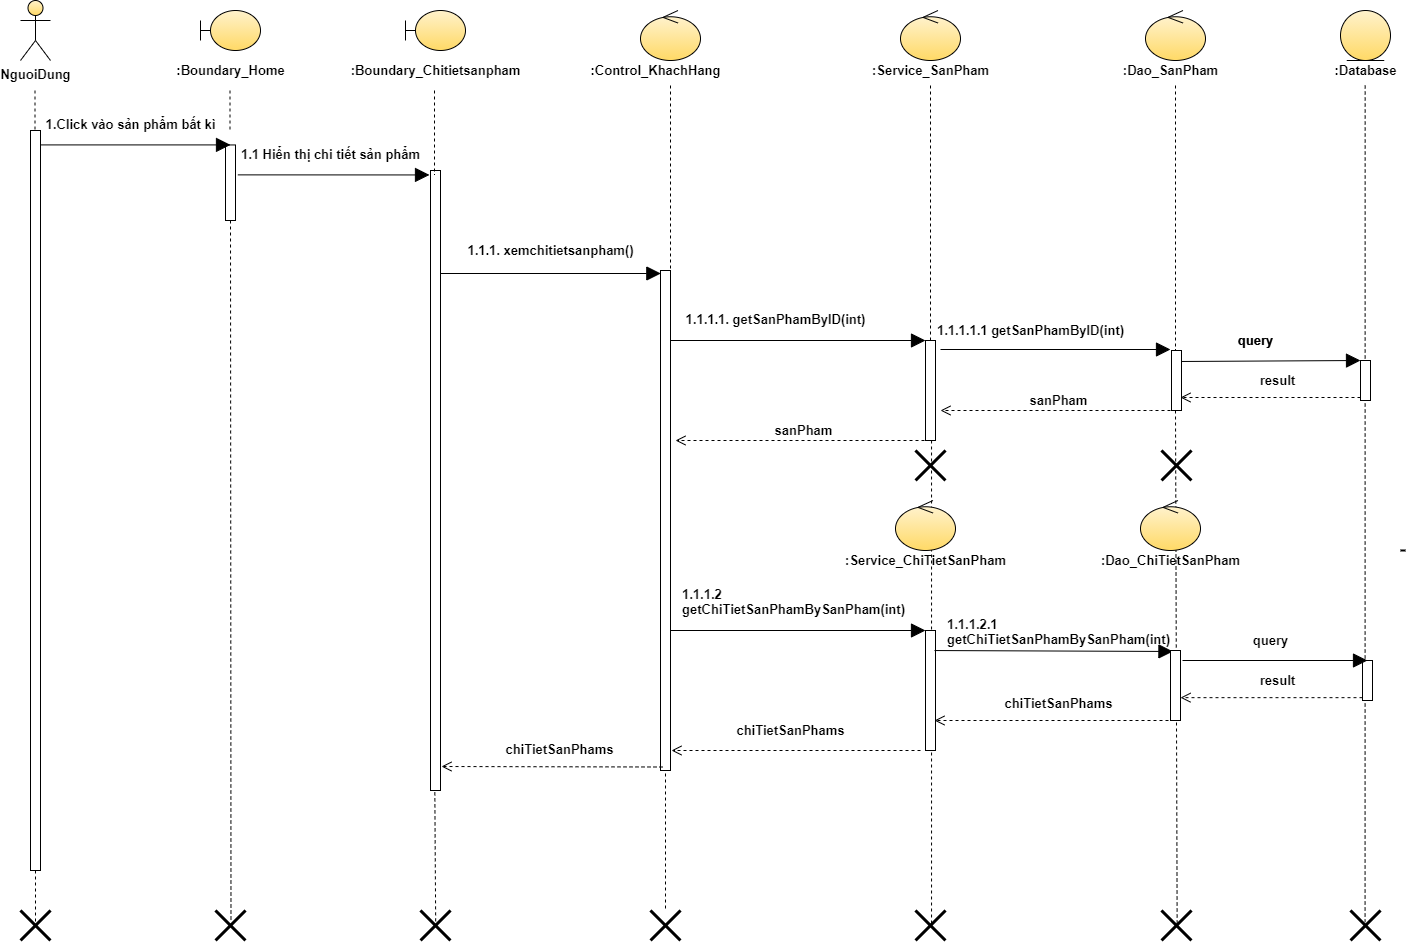 NguoiDung
:Boundary_Home
:Boundary_Chitietsanpham
:Control_KhachHang
:Service_SanPham
:Dao_SanPham
:Database
1.Click vào sản phẩm bất kì
1.1 Hiển thị chi tiết sản phẩm
1.1.1. xemchitietsanpham()
1.1.1.1. getSanPhamByID(int)
1.1.1.1.1 getSanPhamByID(int)
query
result
sanPham
sanPham
:Service_ChiTietSanPham
:Dao_ChiTietSanPham
1.1.1.2
getChiTietSanPhamBySanPham(int)
1.1.1.2.1
getChiTietSanPhamBySanPham(int)
query
result
chiTietSanPhams
chiTietSanPhams
chiTietSanPhams